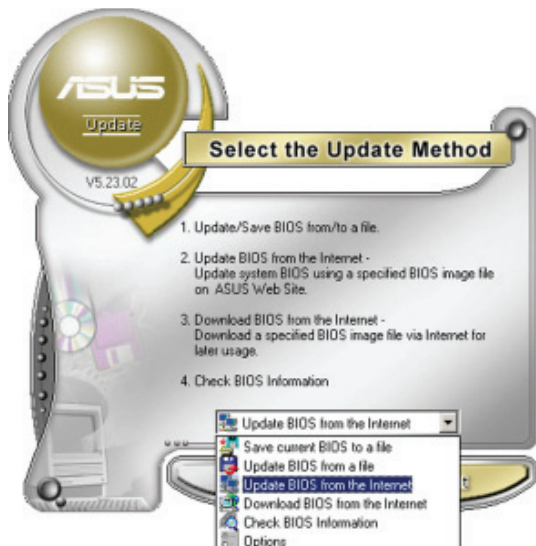 ASUS
Update
V5.23.02
Select the Update Method
1. Update/Save BIOS from/to a file.
2. Update BIOS from the Internet -
Update system BIOS using a specified BIOS image file
on ASUS Web Site.
3. Download BIOS from the Internet -
Download a specified BIOS image file via Internet for
later usage.
4. Check BIOS Information
Update BIOS from the Internet
Save current BIOS to a file
Update BIOS from a file
Update BIOS from the Internet
Download BIOS from the Internet
Check BIOS Information
Options